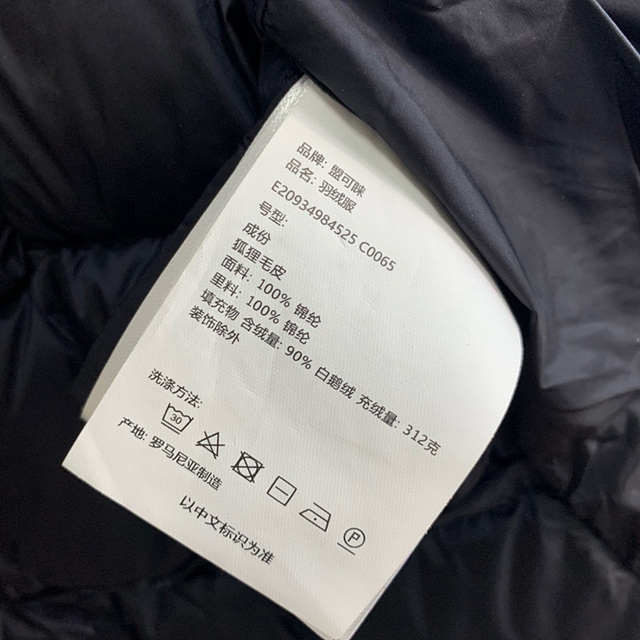 品牌: 盟可睐
品名: 羽绒服
E20934984525 C0065
号型:
成份
狐狸毛皮
面料: 100% 锦纶
里料: 100% 锦纶
填充物 含绒量: 90% 白鹅绒 充绒量: 312克
装饰除外
洗涤方法:
30
P
产地: 罗马尼亚制造
以中文标识为准